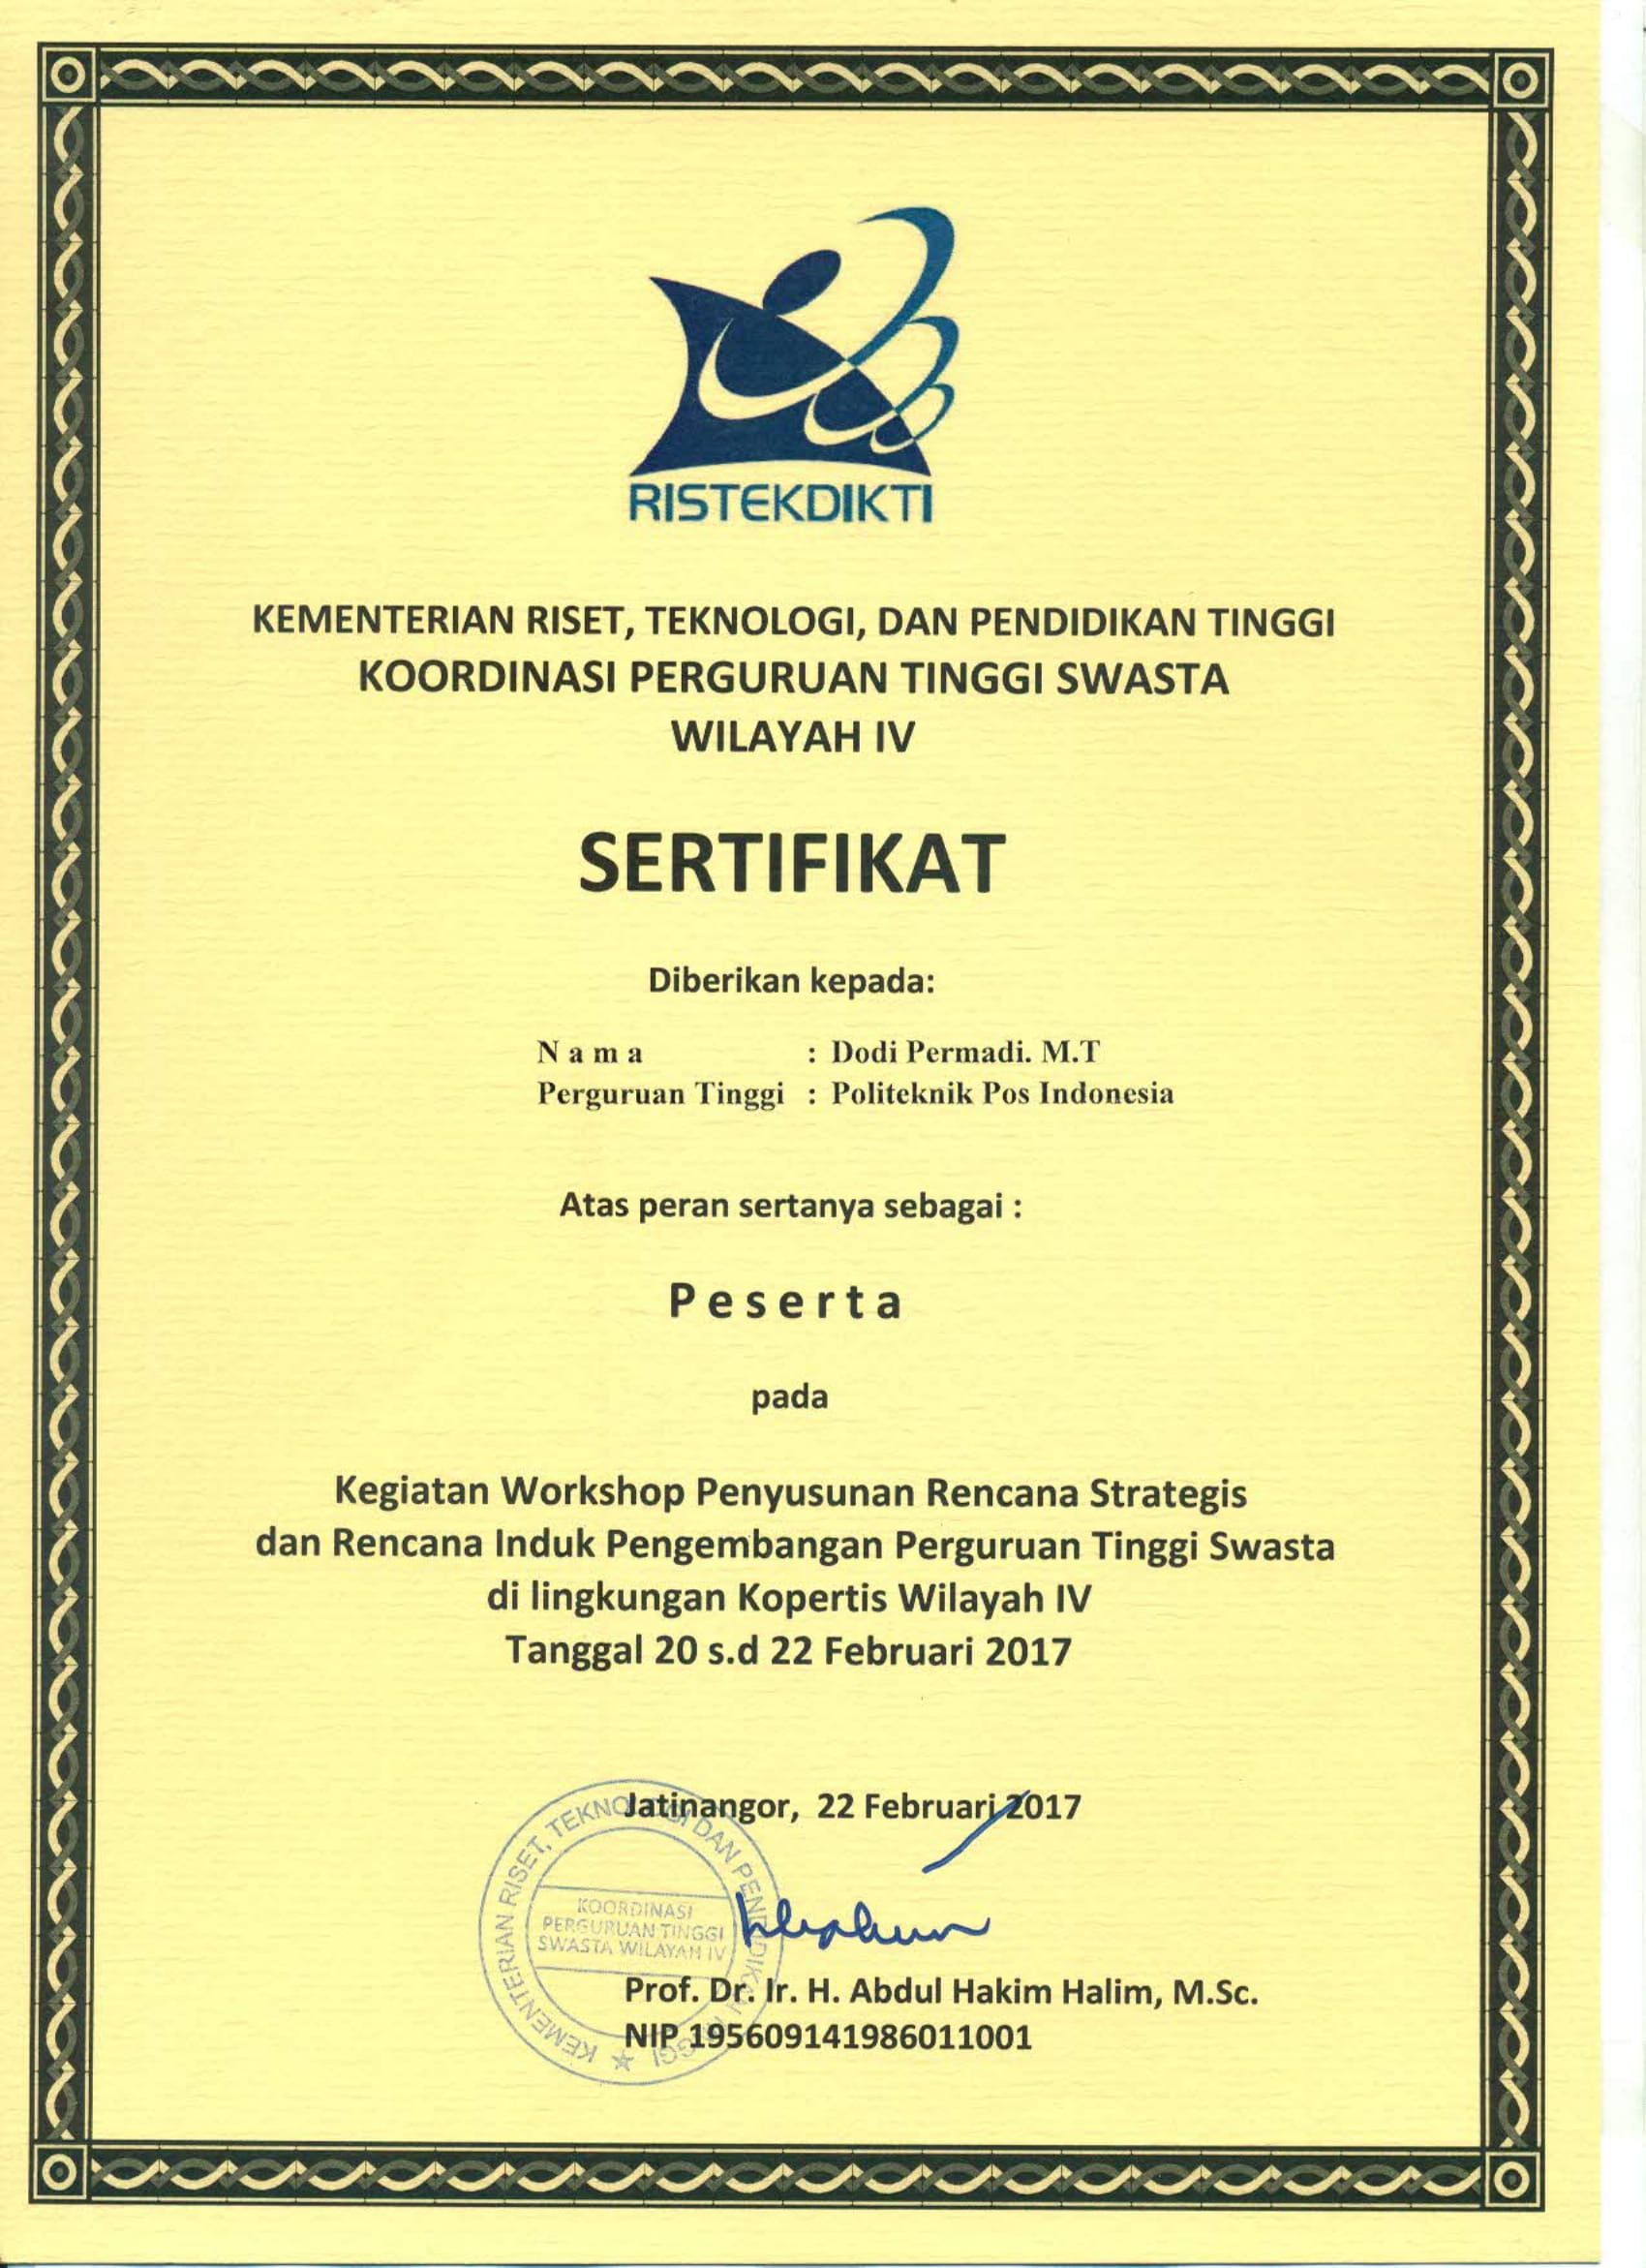 RISTEKDIKTI
KEMENTERIAN RISET, TEKNOLOGI, DAN PENDIDIKAN TINGGI
KOORDINASI PERGURUAN TINGGI SWASTA
WILAYAH IV
SERTIFIKAT
Diberikan kepada:
N a m a : Dodi Permadi. M.T
Perguruan Tinggi : Politeknik Pos Indonesia
Atas peran sertanya sebagai :
P e s e r t a
pada
Kegiatan Workshop Penyusunan Rencana Strategis
dan Rencana Induk Pengembangan Perguruan Tinggi Swasta
di lingkungan Kopertis Wilayah IV
Tanggal 20 s.d 22 Februari 2017
Jatinangor, 22 Februari 2017
KEMENTERIAN RISET, TEKNOLOGI DAN PENDIDIKAN TINGGI
KOORDINASI
PERGURUAN TINGGI
SWASTA WILAYAH IV
Prof. Dr. Ir. H. Abdul Hakim Halim, M.Sc.
NIP 195609141986011001